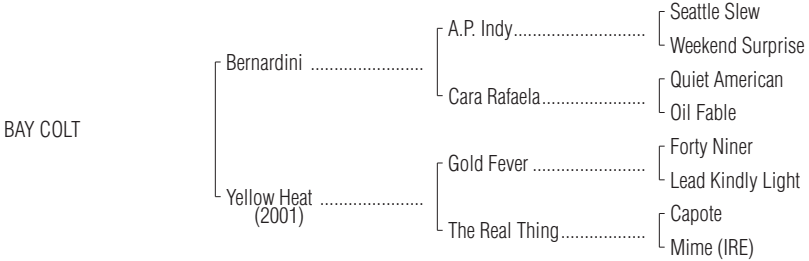 Seattle Slew
A.P. Indy..............................
Weekend Surprise
Bernardini .........................
Quiet American
Cara Rafaela.......................
Oil Fable
BAY COLT
Forty Niner
Gold Fever .........................
Lead Kindly Light
Yellow Heat .......................
(2001)
Capote
The Real Thing...................
Mime (IRE)